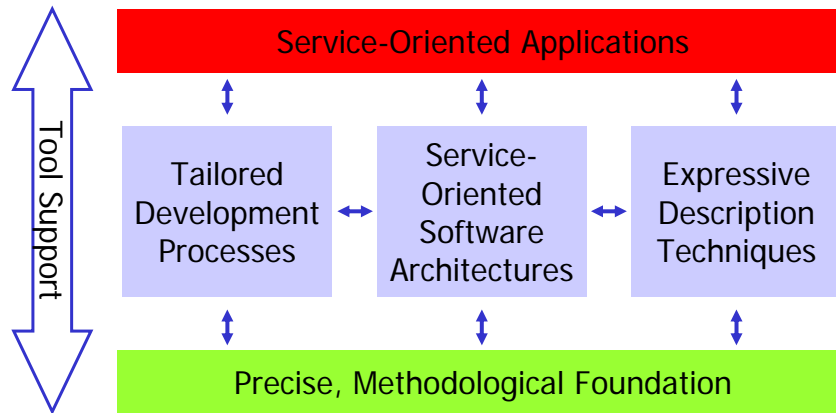 Service-Oriented Applications
Tool Support
Tailored
Development
Processes
Service-
Oriented
Software
Architectures
Expressive
Description
Techniques
Precise, Methodological Foundation